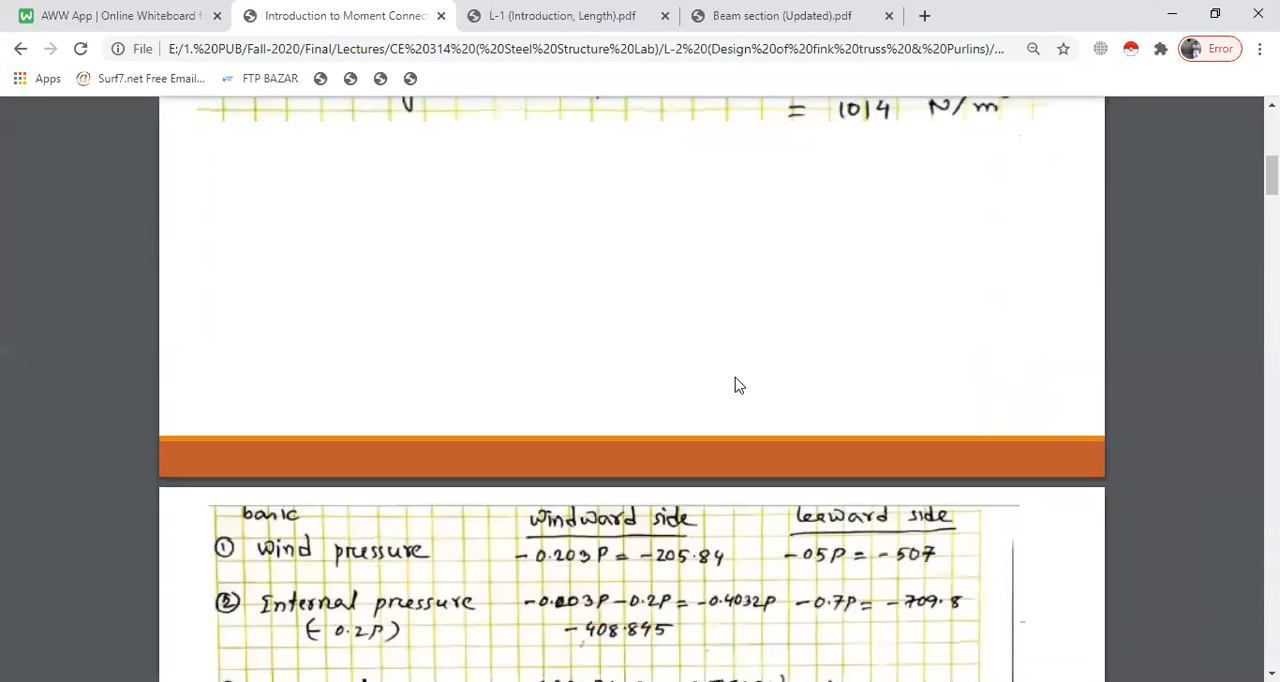 AWW App | Online Whiteboard f
Introduction to Moment Connec
L-1 (Introduction, Length).pdf
Beam section (Updated).pdf
File
E:/1.%20PUB/Fall-2020/Final/Lectures/CE%20314%20(%20Steel%20Structure%20Lab)/L-2%20(Design%20of%20fink%20truss%20&%20Purlins)/...
Error
Apps
Surf7.net Free Email...
FTP BAZAR
= 1014 N/m
basic windward side leeward side
① Wind pressure -0.203P = -205.84 -05P = -507
② Internal pressure -0.203P-0.2P = -0.4032P -0.7P = -709.8
(-0.2P) -408.845